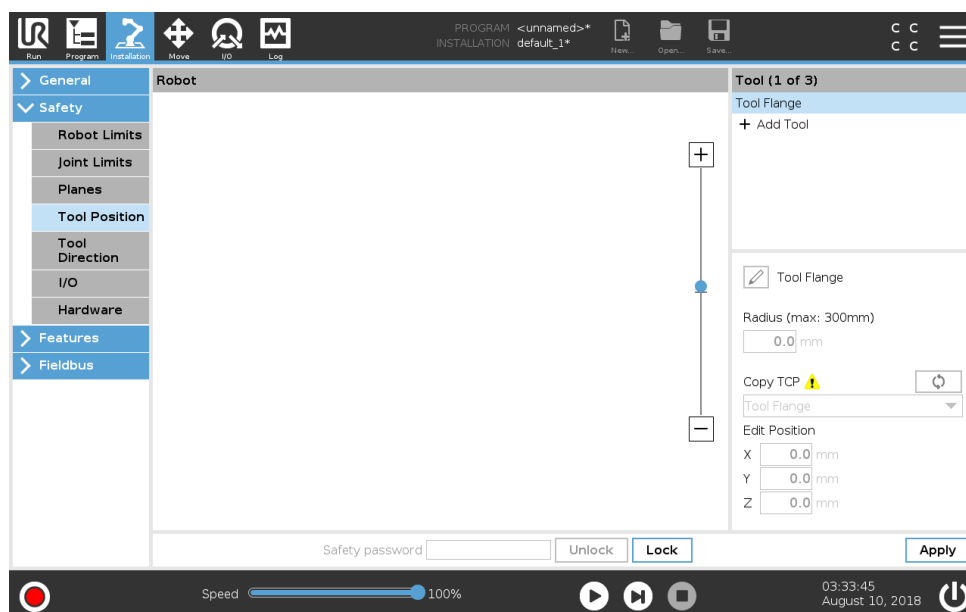 UR
Run
Program
Installation
Move
I/O
Log
PROGRAM <unnamed>*
INSTALLATION default_1*
New...
Open...
Save...
C C
C C
General
Safety
Robot Limits
Joint Limits
Planes
Tool Position
Tool
Direction
I/O
Hardware
Features
Fieldbus
Robot
+
−
Tool (1 of 3)
Tool Flange
+ Add Tool
Tool Flange
Radius (max: 300mm)
0.0 mm
Copy TCP
Tool Flange
Edit Position
X 0.0 mm
Y 0.0 mm
Z 0.0 mm
Safety password
Unlock
Lock
Apply
Speed
100%
03:33:45
August 10, 2018